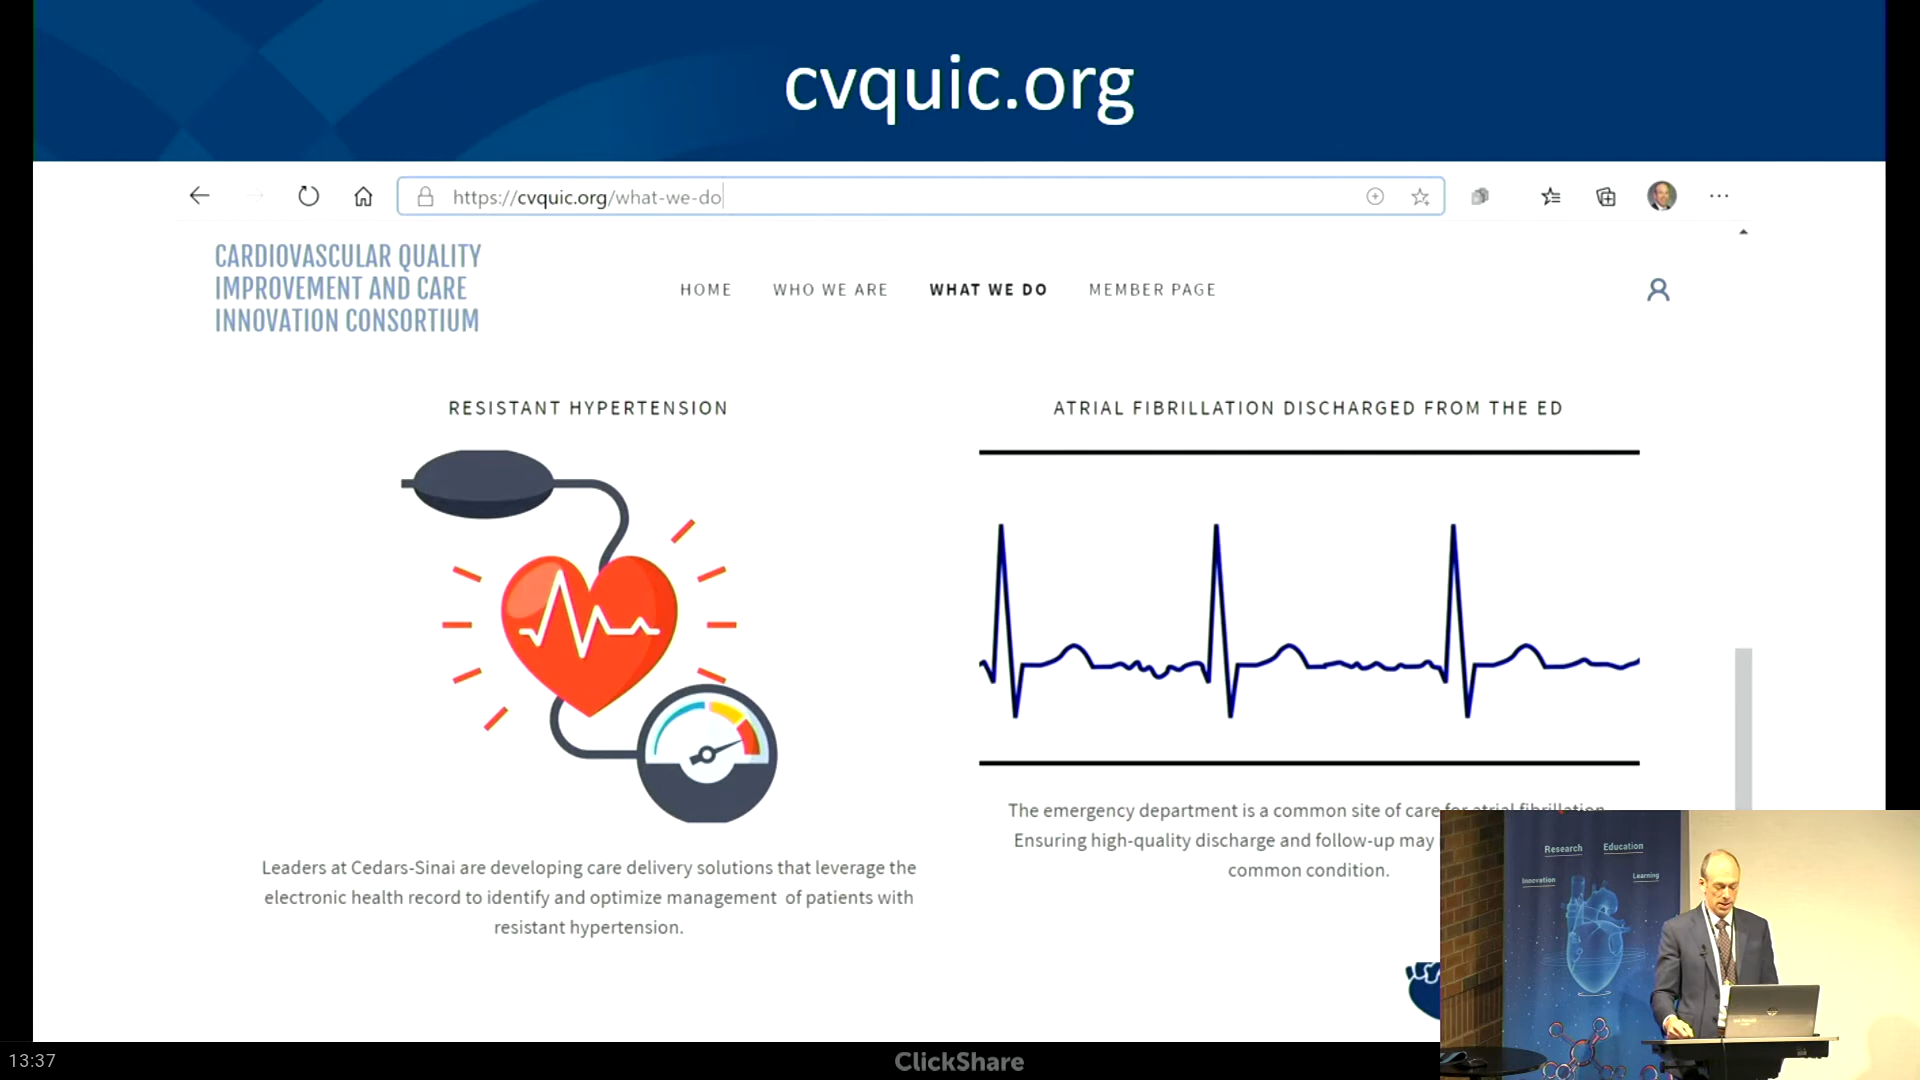 cvquic.org
https://cvquic.org/what-we-do
CARDIOVASCULAR QUALITY
IMPROVEMENT AND CARE
INNOVATION CONSORTIUM
HOME WHO WE ARE WHAT WE DO MEMBER PAGE
RESISTANT HYPERTENSION
ATRIAL FIBRILLATION DISCHARGED FROM THE ED
Leaders at Cedars-Sinai are developing care delivery solutions that leverage the
electronic health record to identify and optimize management of patients with
resistant hypertension.
The emergency department is a common site of care for atrial fibrillation
Ensuring high-quality discharge and follow-up may
common condition.
Research Education
Innovation Learning
13:37
ClickShare